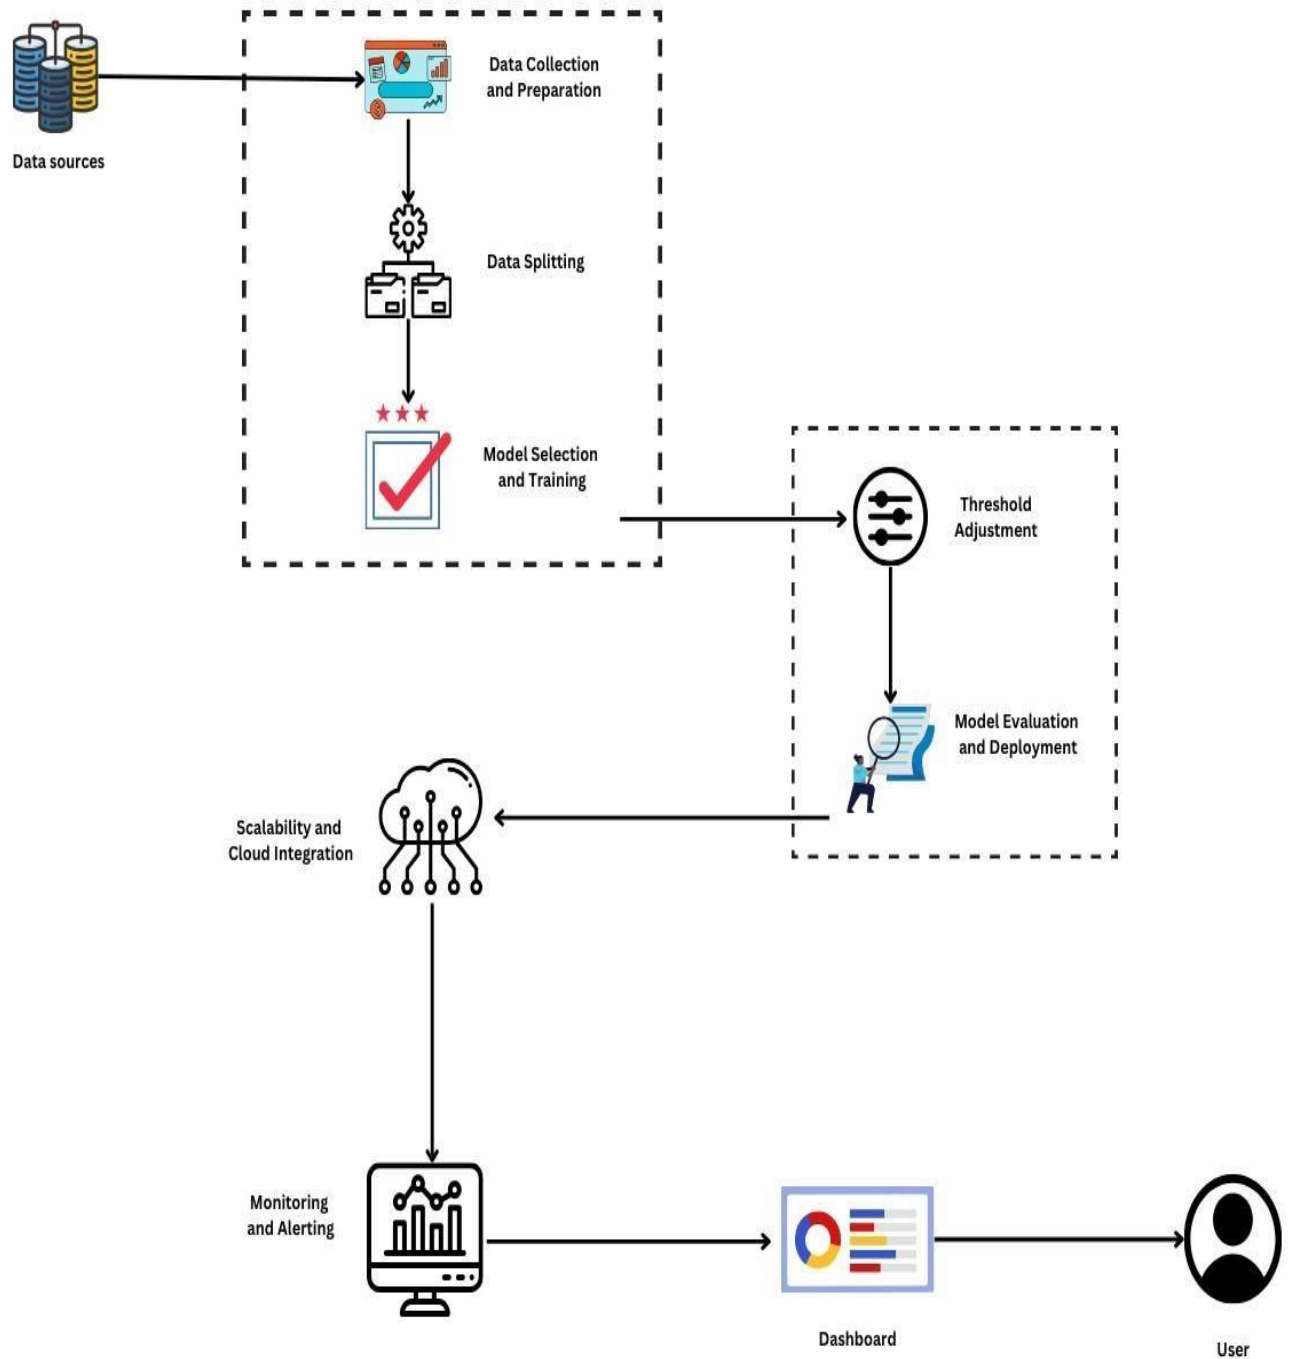 Data sources
Data Collection
and Preparation
Data Splitting
Model Selection
and Training
Threshold
Adjustment
Model Evaluation
and Deployment
Scalability and
Cloud Integration
Monitoring
and Alerting
Dashboard
User